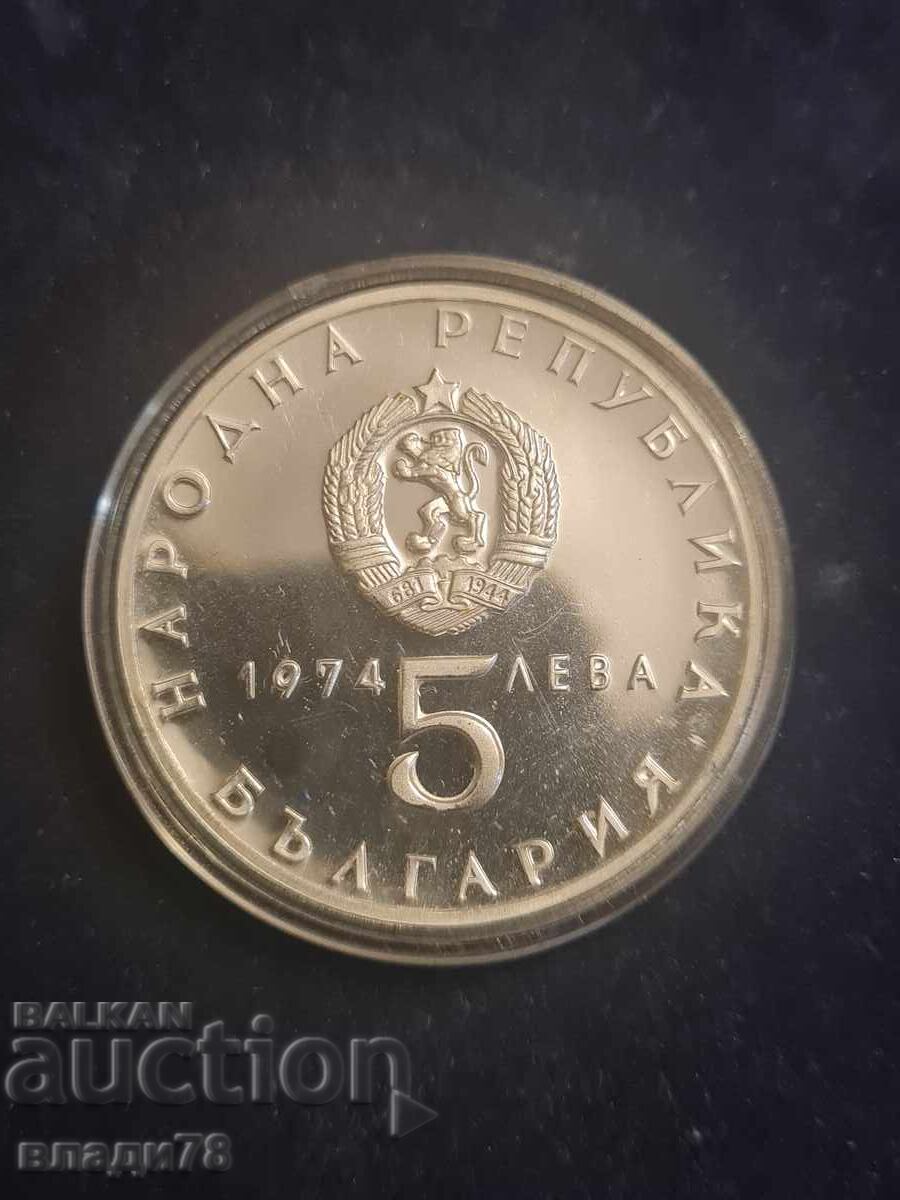 НАРОДНА РЕПУБЛИКА
681 1944
1974 5 ЛЕВА
БЪЛГАРИЯ
BALKAN
auction
влади78